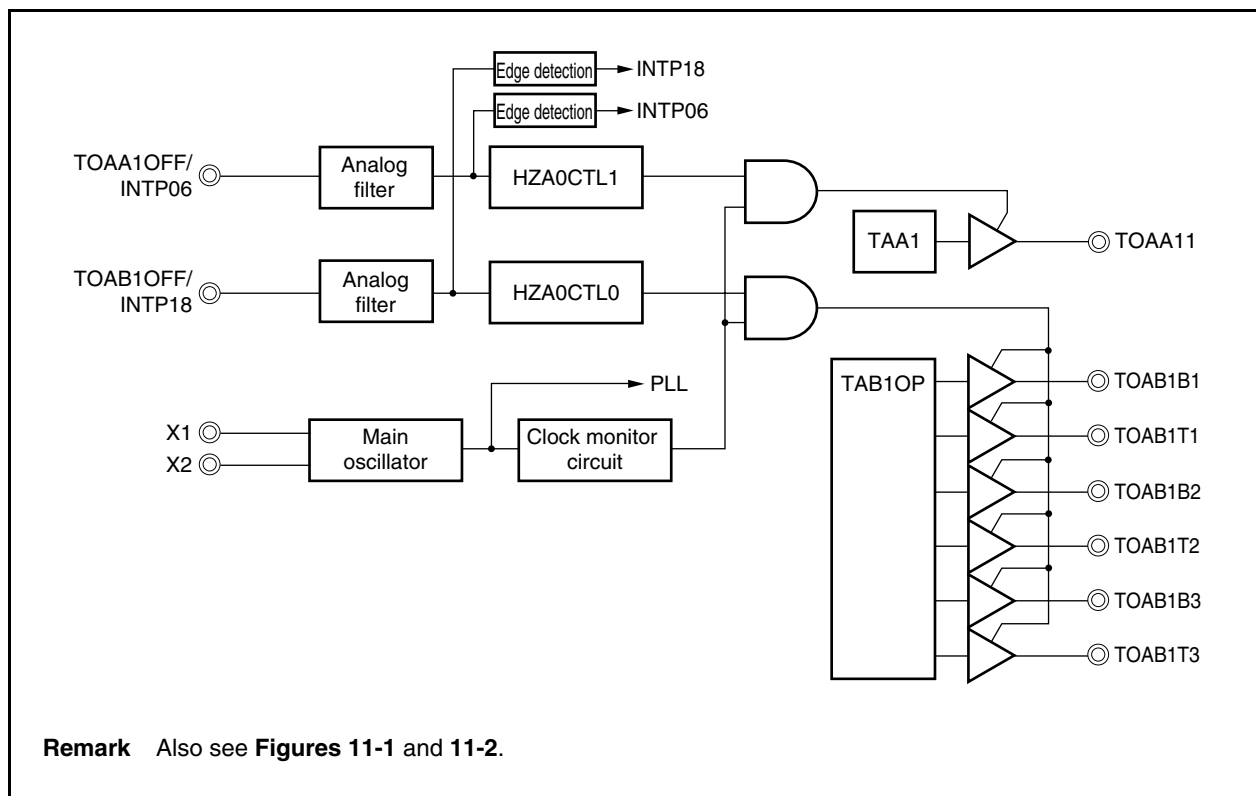 Edge detection
INTP18
Edge detection
INTP06
TOAA1OFF/
INTP06
Analog
filter
HZA0CTL1
TAA1
TOAA11
TOAB1OFF/
INTP18
Analog
filter
HZA0CTL0
TAB1OP
TOAB1B1
PLL
X1
X2
Main
oscillator
Clock monitor
circuit
TOAB1T1
TOAB1B2
TOAB1T2
TOAB1B3
TOAB1T3
Remark Also see Figures 11-1 and 11-2.